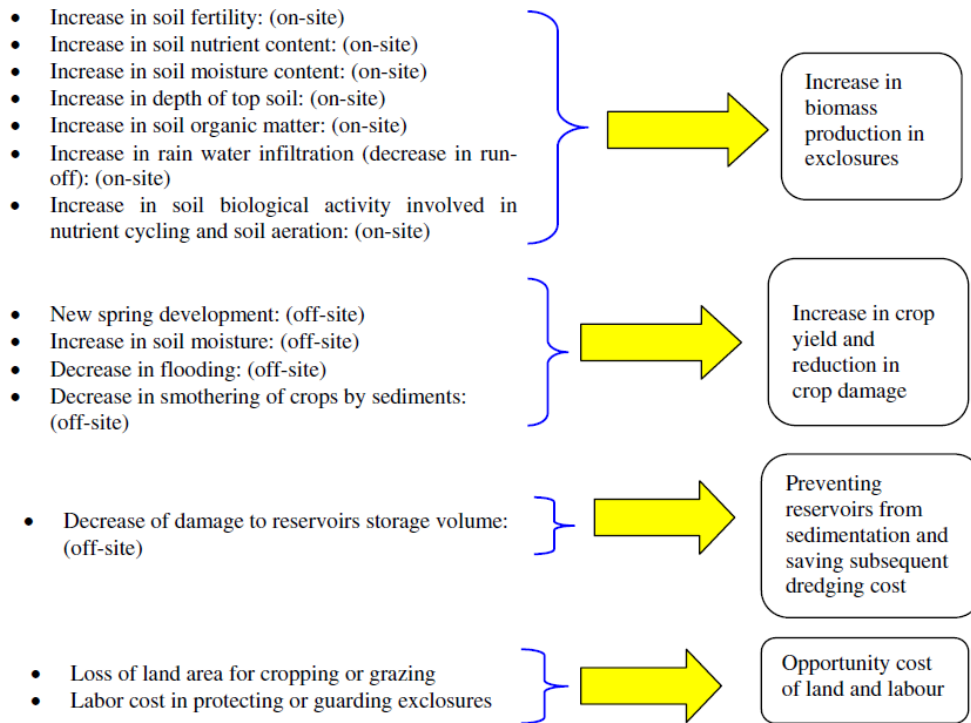 • Increase in soil fertility: (on-site)
• Increase in soil nutrient content: (on-site)
• Increase in soil moisture content: (on-site)
• Increase in depth of top soil: (on-site)
• Increase in soil organic matter: (on-site)
• Increase in rain water infiltration (decrease in run-
off): (on-site)
• Increase in soil biological activity involved in
nutrient cycling and soil aeration: (on-site)
Increase in
biomass
production in
exclosures
• New spring development: (off-site)
• Increase in soil moisture: (off-site)
• Decrease in flooding: (off-site)
• Decrease in smothering of crops by sediments:
(off-site)
Increase in crop
yield and
reduction in
crop damage
• Decrease of damage to reservoirs storage volume:
(off-site)
Preventing
reservoirs from
sedimentation and
saving subsequent
dredging cost
• Loss of land area for cropping or grazing
• Labor cost in protecting or guarding exclosures
Opportunity cost
of land and labour